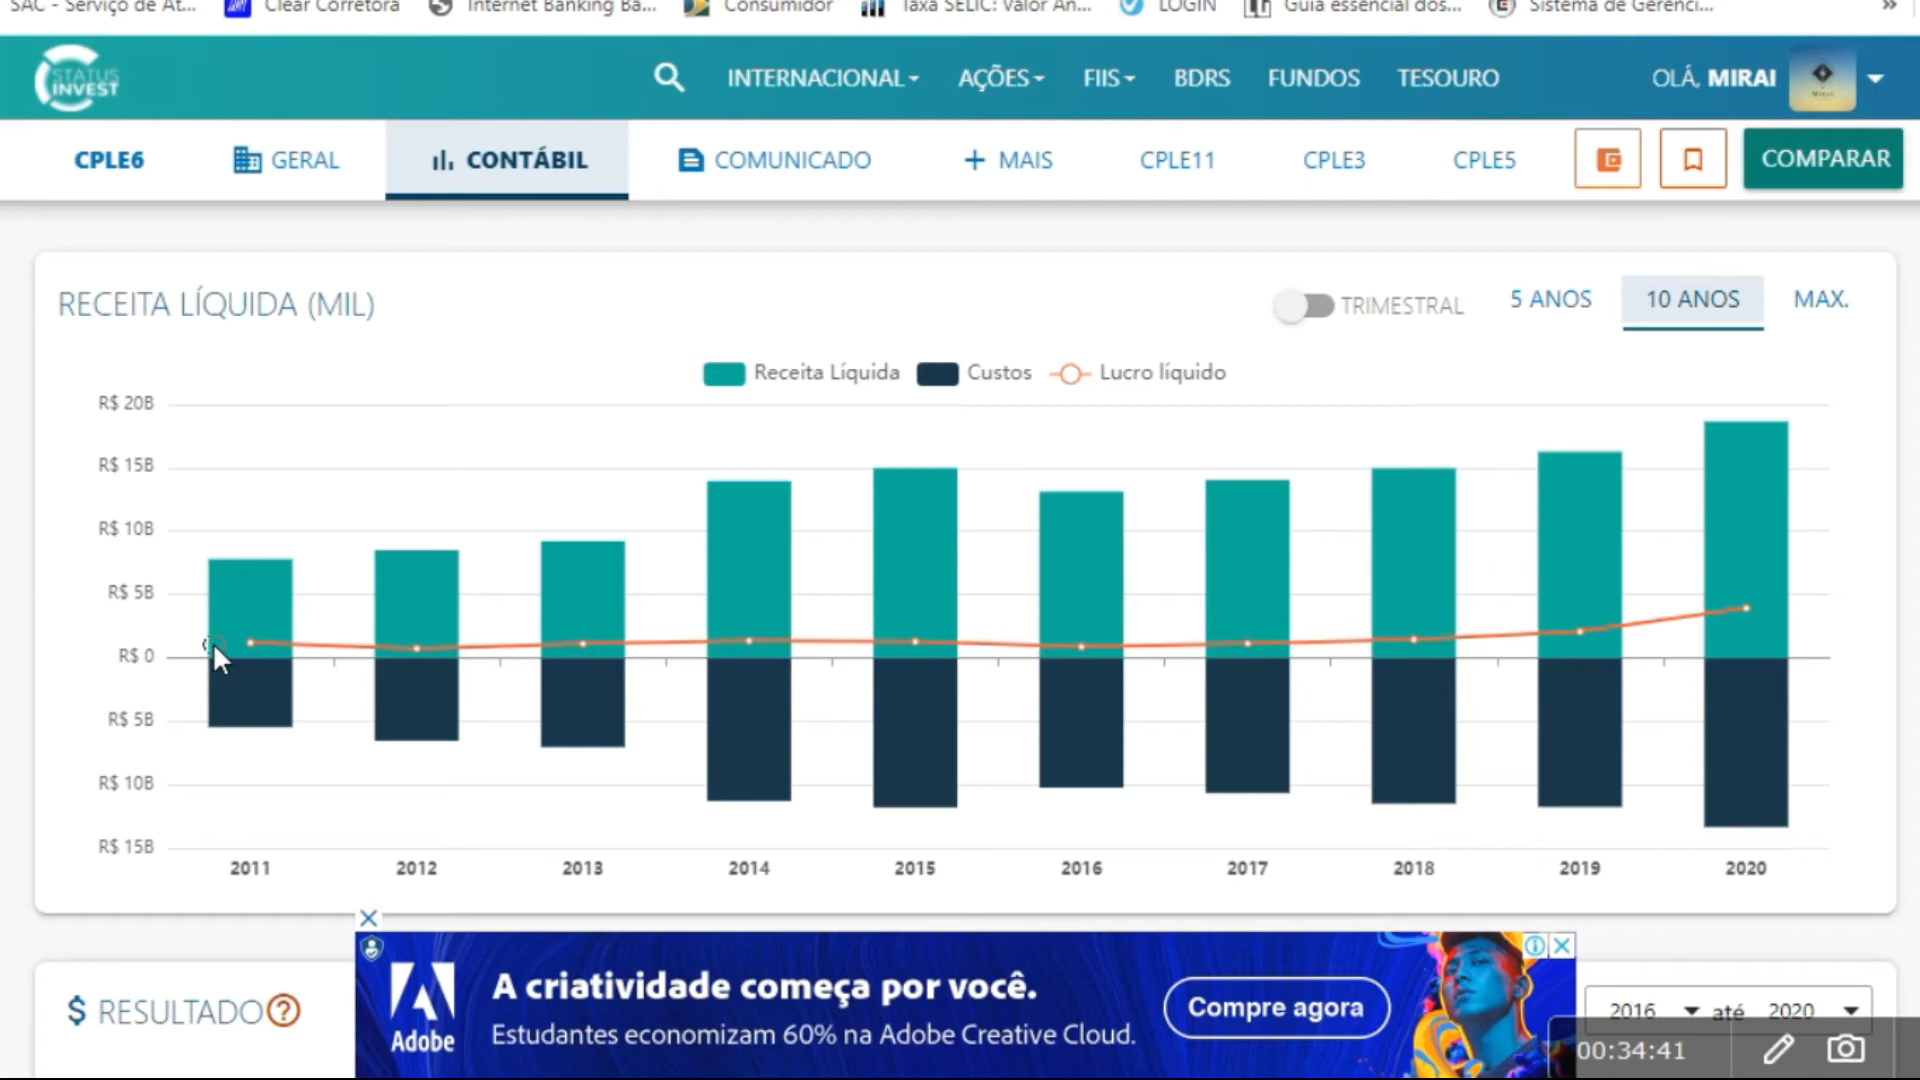 SAC - Serviço de At... Clear Corretora Internet Banking Ba... Consumidor Taxa SELIC: Valor An... LOGIN Guia essencial dos... Sistema de Gerenci... »
STATUS INVEST
INTERNACIONAL AÇÕES FIIS BDRS FUNDOS TESOURO OLÁ, MIRAI
CPLE6 GERAL CONTÁBIL COMUNICADO + MAIS CPLE11 CPLE3 CPLE5 COMPARAR
RECEITA LÍQUIDA (MIL) TRIMESTRAL 5 ANOS 10 ANOS MAX.
Receita Líquida Custos Lucro líquido
R$ 20B
R$ 15B
R$ 10B
R$ 5B
R$ 0
R$ 5B
R$ 10B
R$ 15B
2011 2012 2013 2014 2015 2016 2017 2018 2019 2020
$ RESULTADO ?
Adobe
A criatividade começa por você.
Estudantes economizam 60% na Adobe Creative Cloud.
Compre agora
2016 até 2020
00:34:41